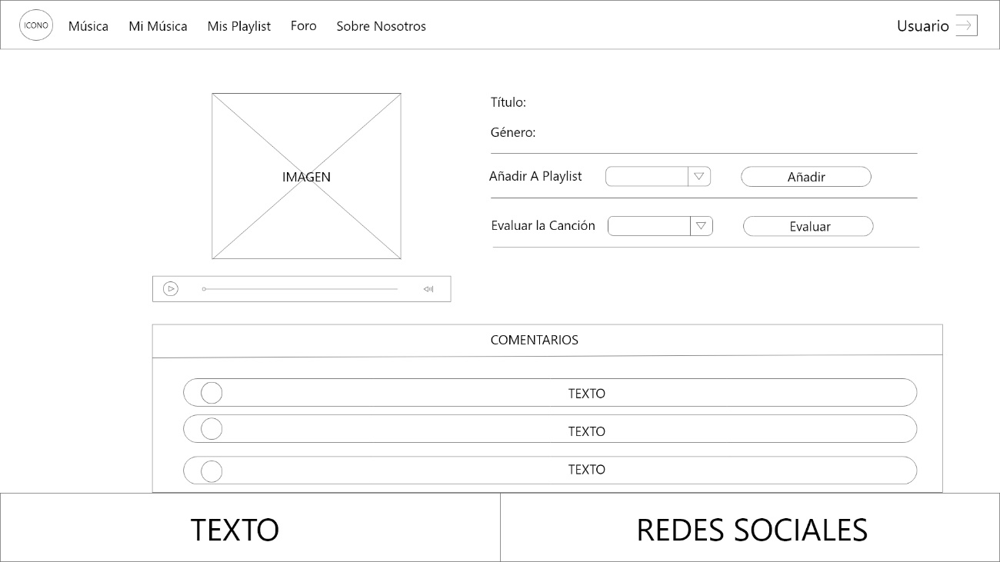 ICONO Música Mi Música Mis Playlist Foro Sobre Nosotros Usuario
IMAGEN
Título:
Género:
Añadir A Playlist Añadir
Evaluar la Canción Evaluar
COMENTARIOS
TEXTO
TEXTO
TEXTO
TEXTO REDES SOCIALES